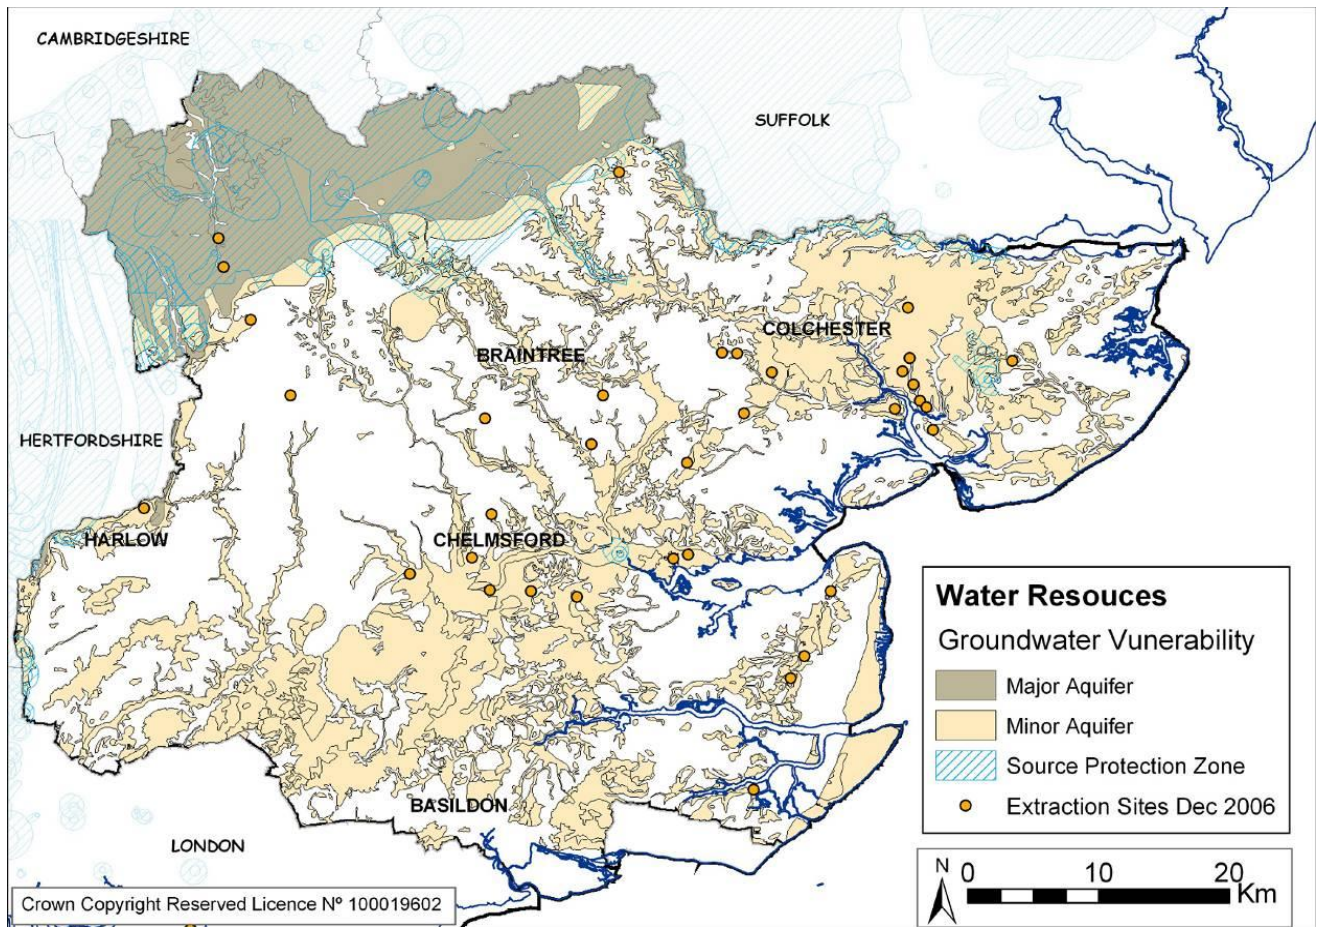 CAMBRIDGESHIRE
SUFFOLK
COLCHESTER
BRAINTREE
HERTFORDSHIRE
HARLOW
CHELMSFORD
BASILDON
LONDON
Water Resouces
Groundwater Vunerability
Major Aquifer
Minor Aquifer
Source Protection Zone
Extraction Sites Dec 2006
N
0 10 20
Km
Crown Copyright Reserved Licence Nº 100019602